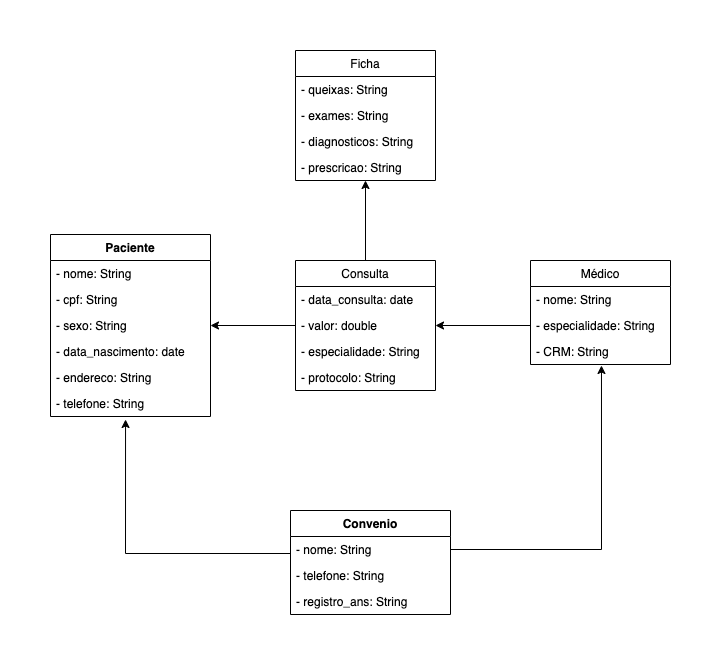 Ficha
- queixas: String
- exames: String
- diagnosticos: String
- prescricao: String
Paciente
- nome: String
- cpf: String
- sexo: String
- data_nascimento: date
- endereco: String
- telefone: String
Consulta
- data_consulta: date
- valor: double
- especialidade: String
- protocolo: String
Médico
- nome: String
- especialidade: String
- CRM: String
Convenio
- nome: String
- telefone: String
- registro_ans: String